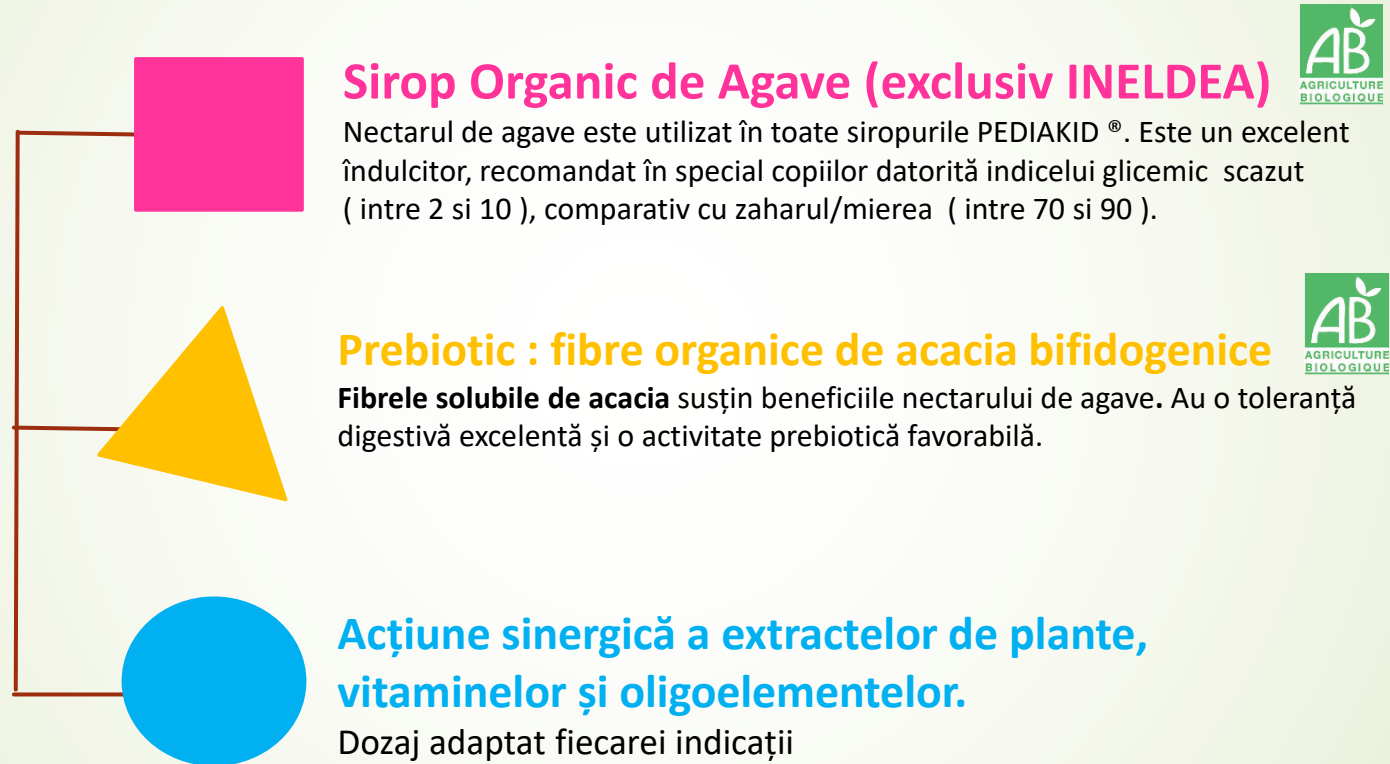 AB
AGRICULTURE
BIOLOGIQUE
Sirop Organic de Agave (exclusiv INELDEA)
Nectarul de agave este utilizat în toate siropurile PEDIAKID ®. Este un excelent
îndulcitor, recomandat în special copiilor datorită indicelui glicemic  scazut
( intre 2 si 10 ), comparativ cu zaharul/mierea  ( intre 70 si 90 ).
AB
AGRICULTURE
BIOLOGIQUE
Prebiotic : fibre organice de acacia bifidogenice
Fibrele solubile de acacia susțin beneficiile nectarului de agave. Au o toleranță
digestivă excelentă și o activitate prebiotică favorabilă.
Acțiune sinergică a extractelor de plante,
vitaminelor și oligoelementelor.
Dozaj adaptat fiecarei indicații